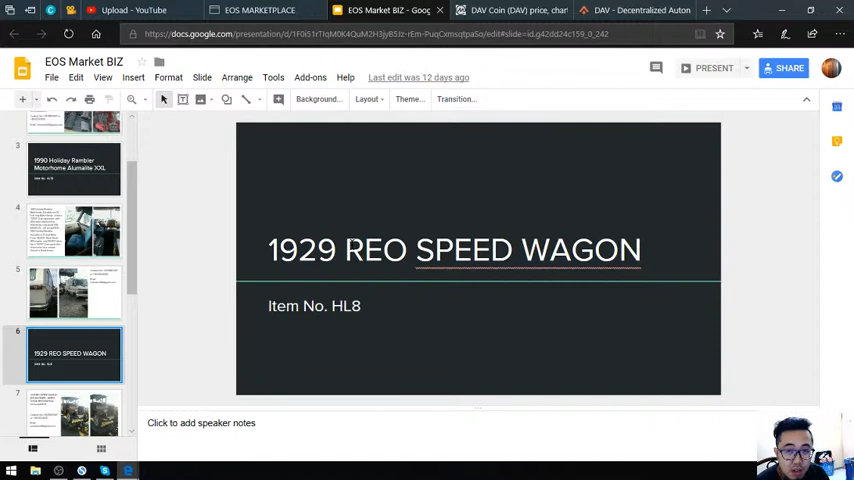 Upload - YouTube
EOS MARKETPLACE
EOS Market BIZ - Goog
DAV Coin (DAV) price, chart
DAV - Decentralized Auton
https://docs.google.com/presentation/d/1F0i51rTIqM0K4QuM2H3jyB5Jz-rEm-PuqCximsqtpaSo/edit#slide=id.g42dd24c159_0_242
EOS Market BIZ
File Edit View Insert Format Slide Arrange Tools Add-ons Help Last edit was 12 days ago
PRESENT
SHARE
Background... Layout Theme... Transition...
3
1990 Holiday Rambler
Motorhome Alumalite XXL
4
5
6
1929 REO SPEED WAGON
7
1929 REO SPEED WAGON
Item No. HL8
Click to add speaker notes